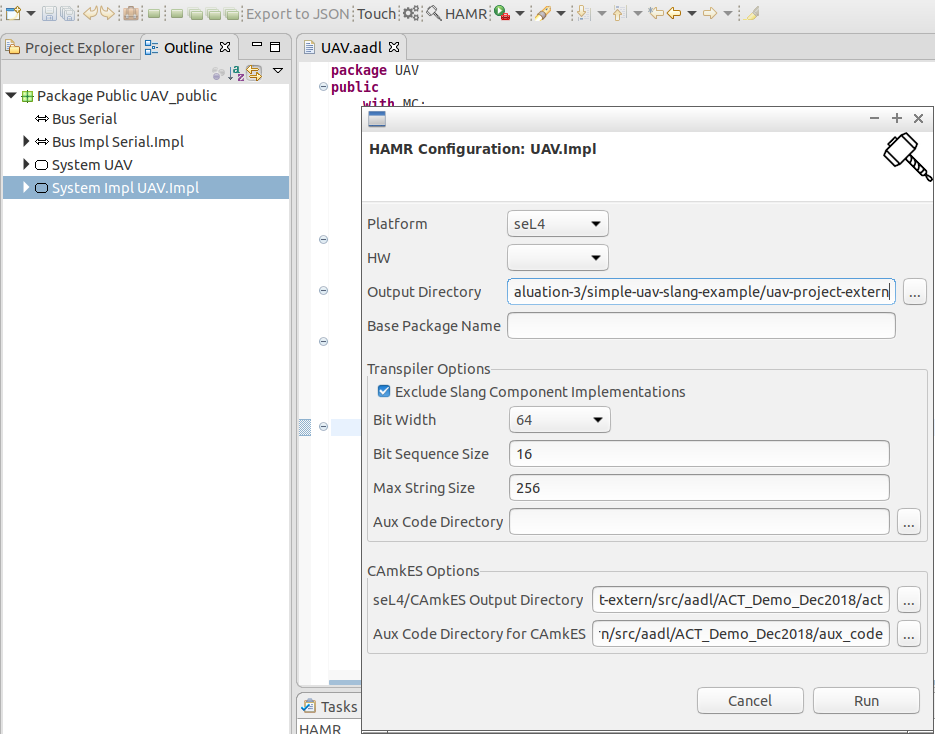 Export to JSON Touch HAMR
Project Explorer Outline
UAV.aadl
Package Public UAV_public
Bus Serial
Bus Impl Serial.Impl
System UAV
System Impl UAV.Impl
package UAV
public
with MC;
HAMR Configuration: UAV.Impl
Platform seL4
HW
Output Directory aluation-3/simple-uav-slang-example/uav-project-extern ...
Base Package Name
Transpiler Options
Exclude Slang Component Implementations
Bit Width 64
Bit Sequence Size 16
Max String Size 256
Aux Code Directory ...
CAmkES Options
seL4/CAmkES Output Directory t-extern/src/aadl/ACT_Demo_Dec2018/act ...
Aux Code Directory for CAmkES n/src/aadl/ACT_Demo_Dec2018/aux_code ...
Cancel Run
Tasks
HAMR